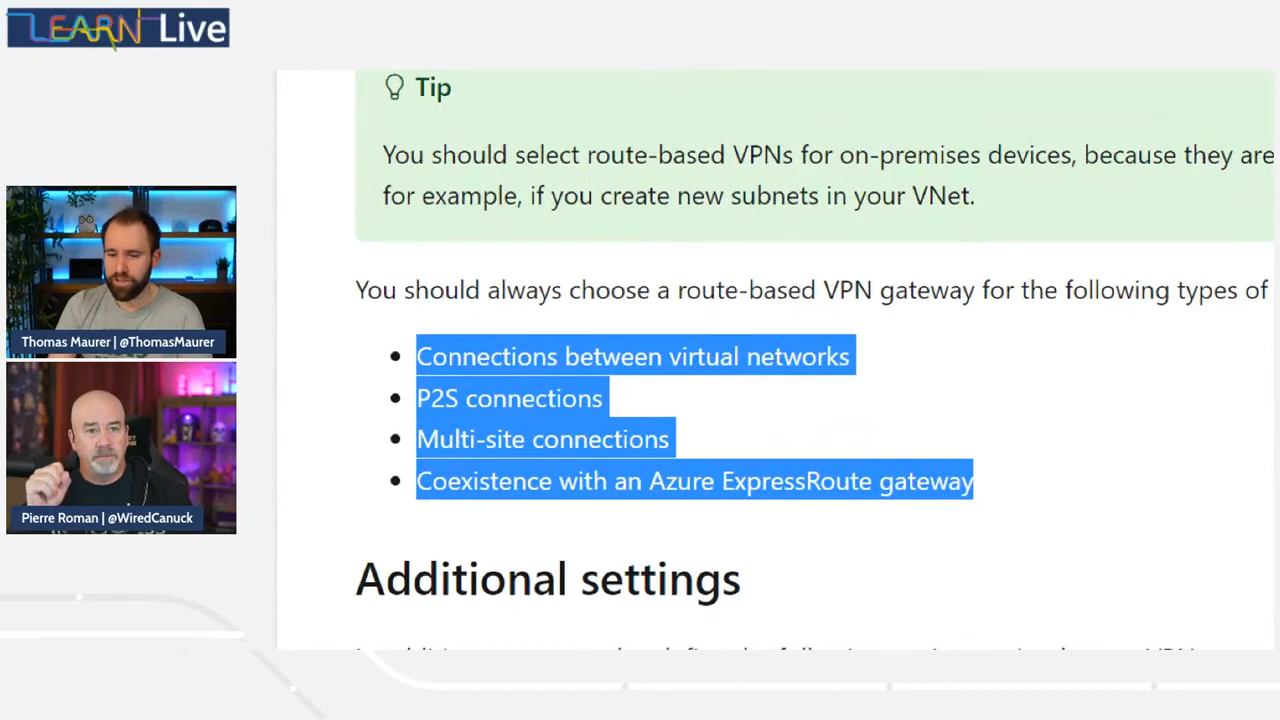 LEARN Live
Tip
You should select route-based VPNs for on-premises devices, because they are
for example, if you create new subnets in your VNet.
You should always choose a route-based VPN gateway for the following types of
Connections between virtual networks
P2S connections
Multi-site connections
Coexistence with an Azure ExpressRoute gateway
Additional settings
Thomas Maurer | @ThomasMaurer
Pierre Roman | @WiredCanuck